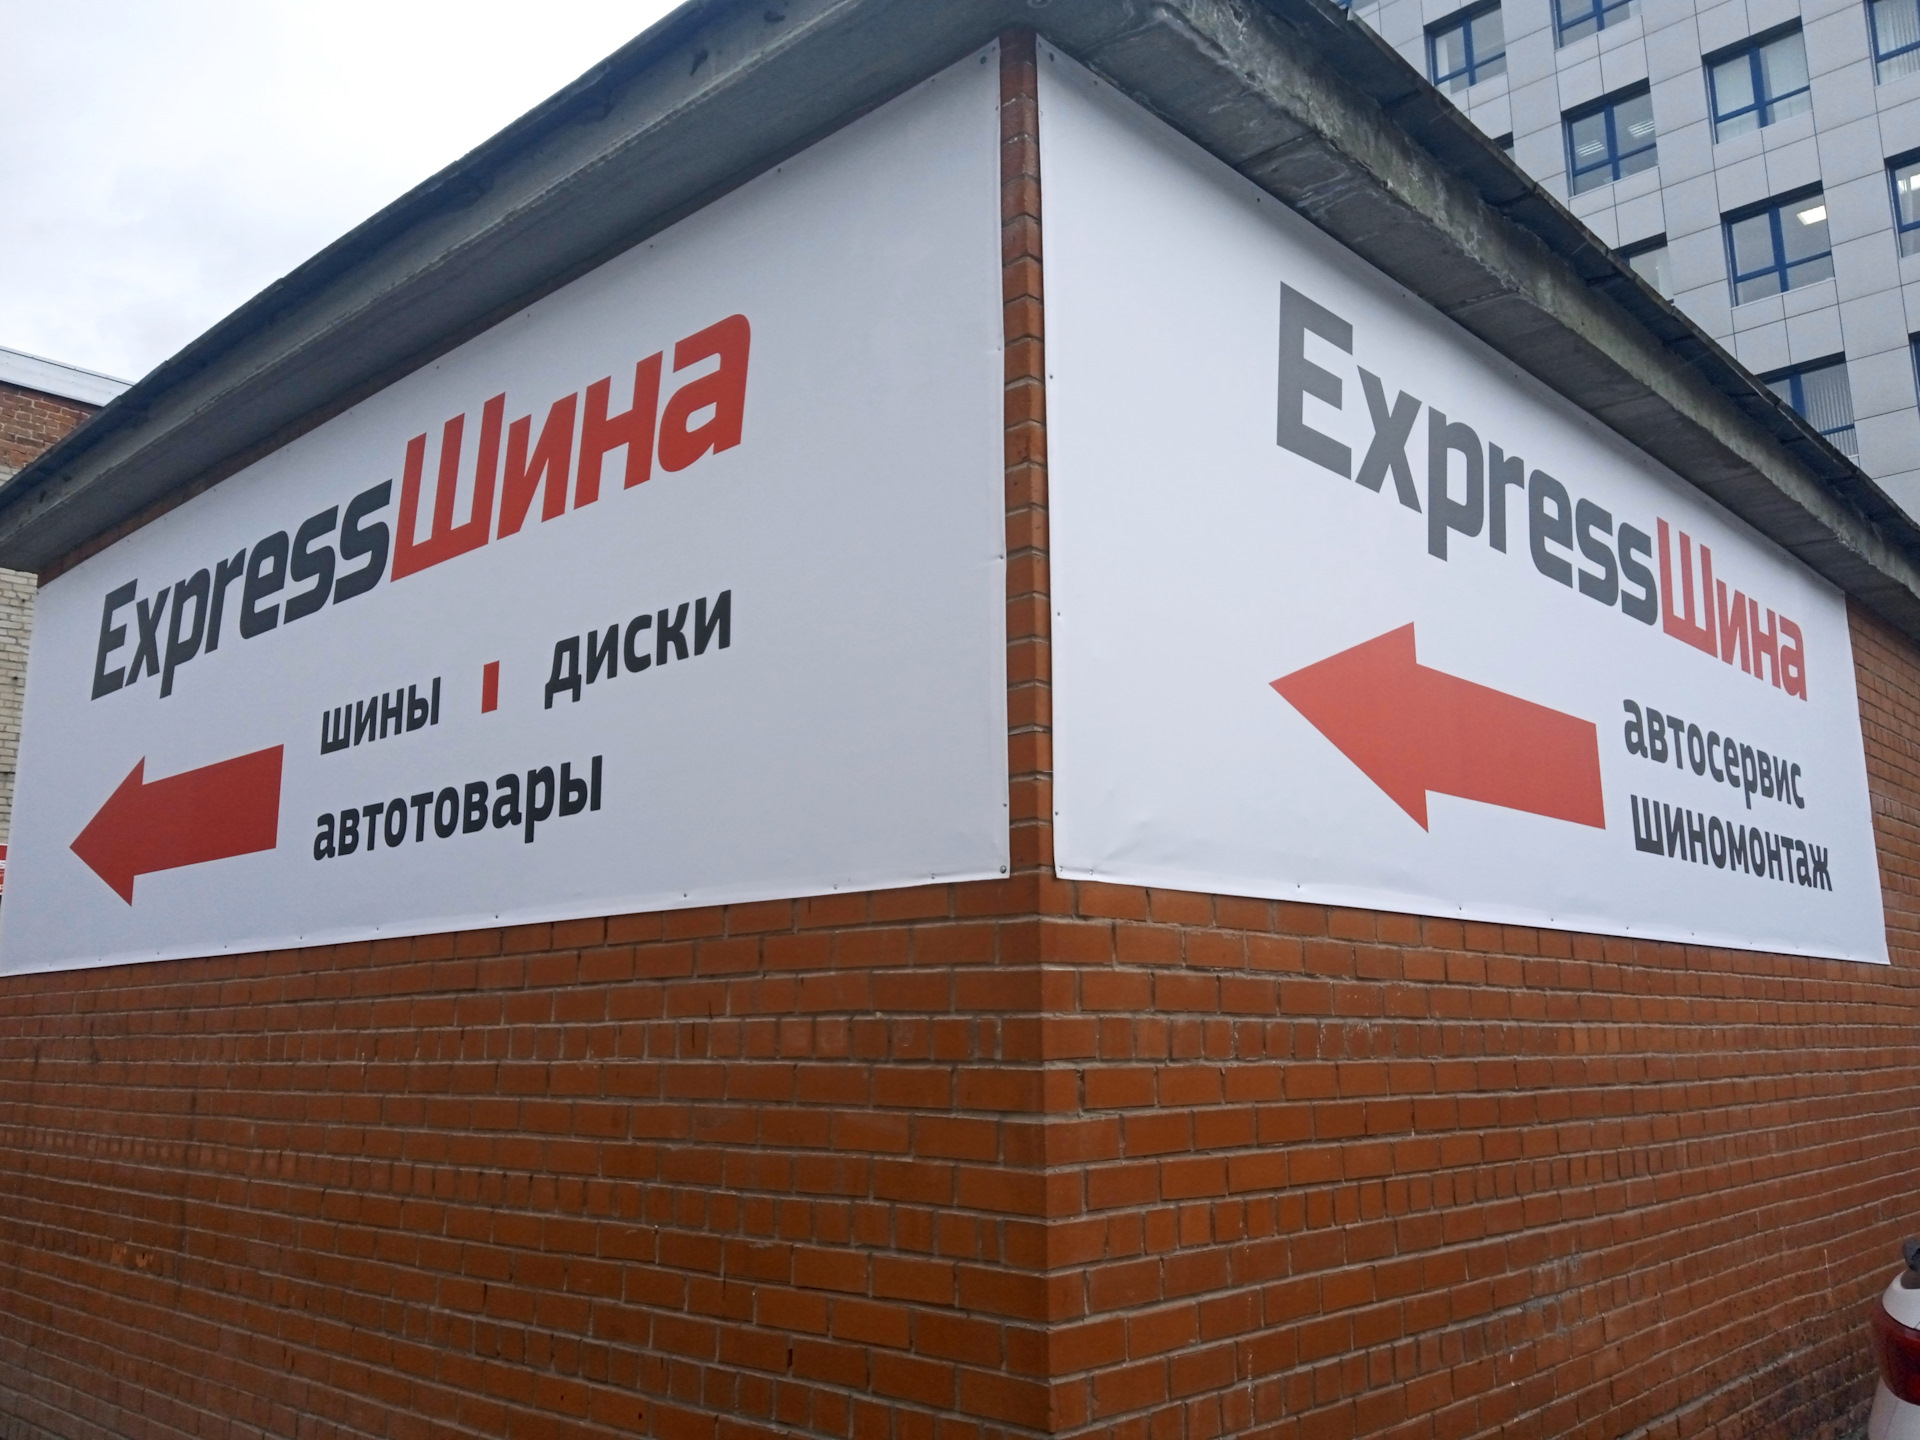 ExpressШина
шины | диски
автотовары
ExpressШина
автосервис
шиномонтаж